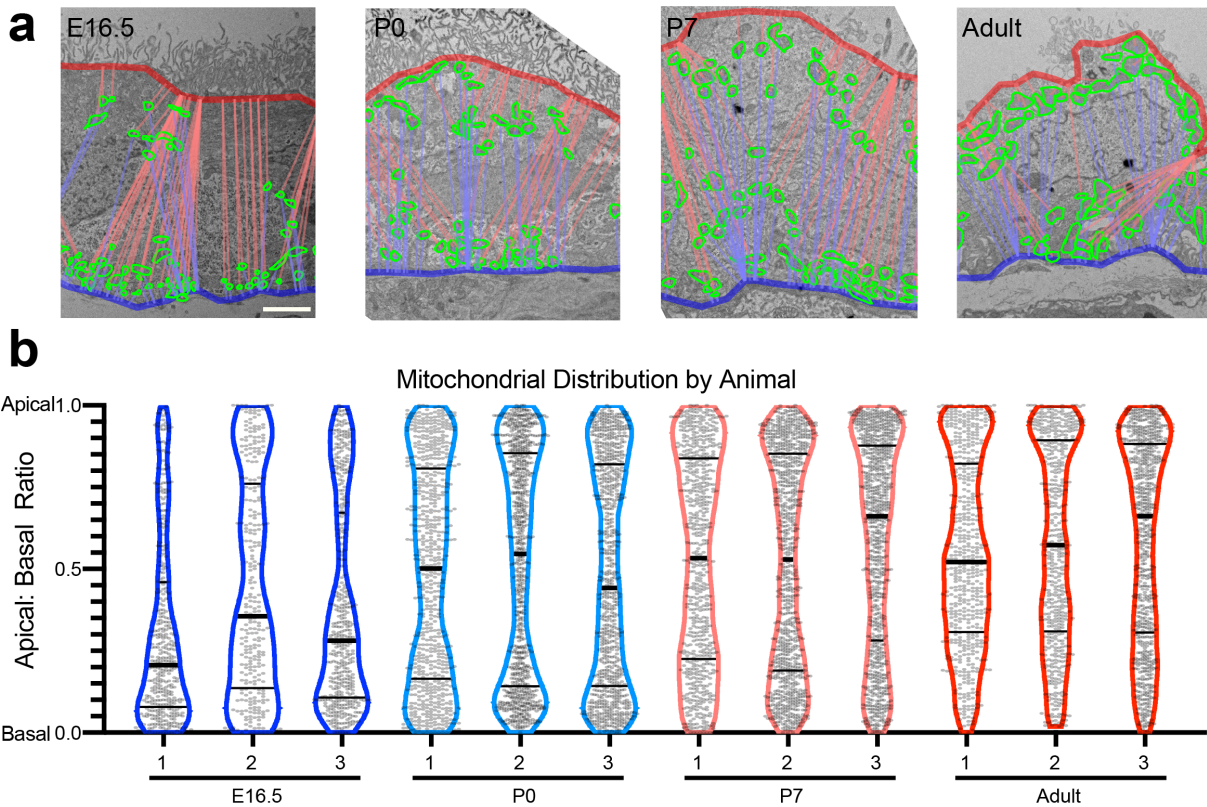 a
E16.5
P0
P7
Adult
b
Mitochondrial Distribution by Animal
Apical: Basal Ratio
Apical 1.0
0.5
Basal 0.0
1 2 3 1 2 3 1 2 3 1 2 3
E16.5 P0 P7 Adult